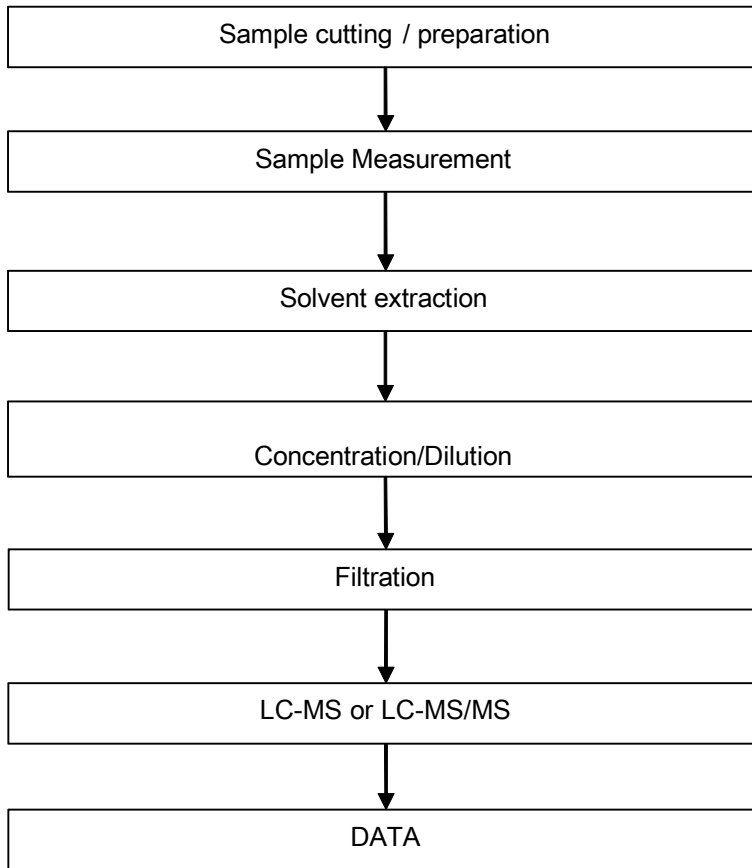 Sample cutting / preparation
Sample Measurement
Solvent extraction
Concentration/Dilution
Filtration
LC-MS or LC-MS/MS
DATA